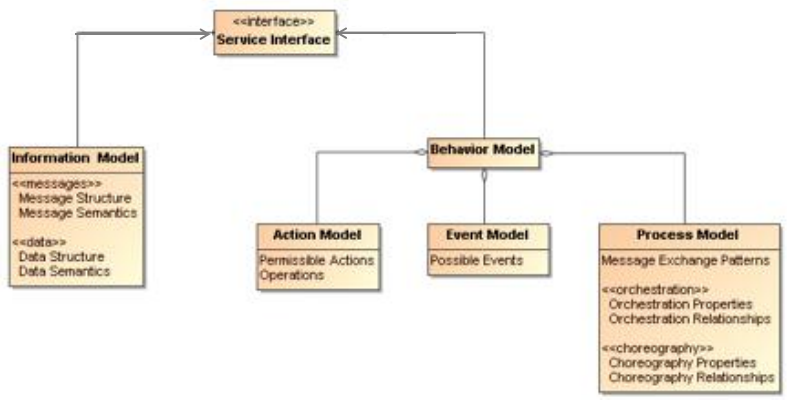 <<interface>>
Service Interface
Information Model
<<messages>>
Message Structure
Message Semantics
<<data>>
Data Structure
Data Semantics
Behavior Model
Action Model
Permissible Actions
Operations
Event Model
Possible Events
Process Model
Message Exchange Patterns
<<orchestration>>
Orchestration Properties
Orchestration Relationships
<<choreography>>
Choreography Properties
Choreography Relationships